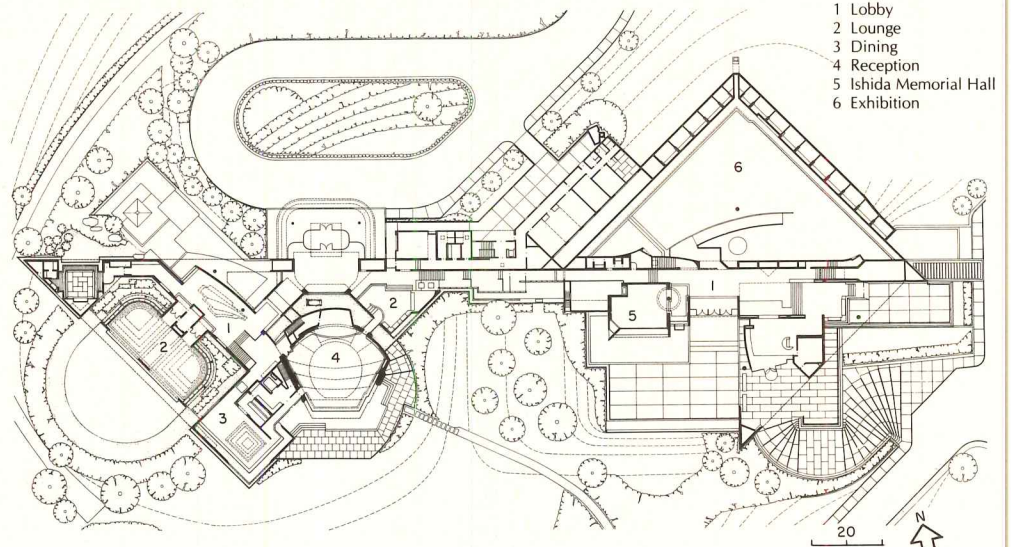 1 Lobby
2 Lounge
3 Dining
4 Reception
5 Ishida Memorial Hall
6 Exhibition
6
2
1
5
1
2
4
3
20
N